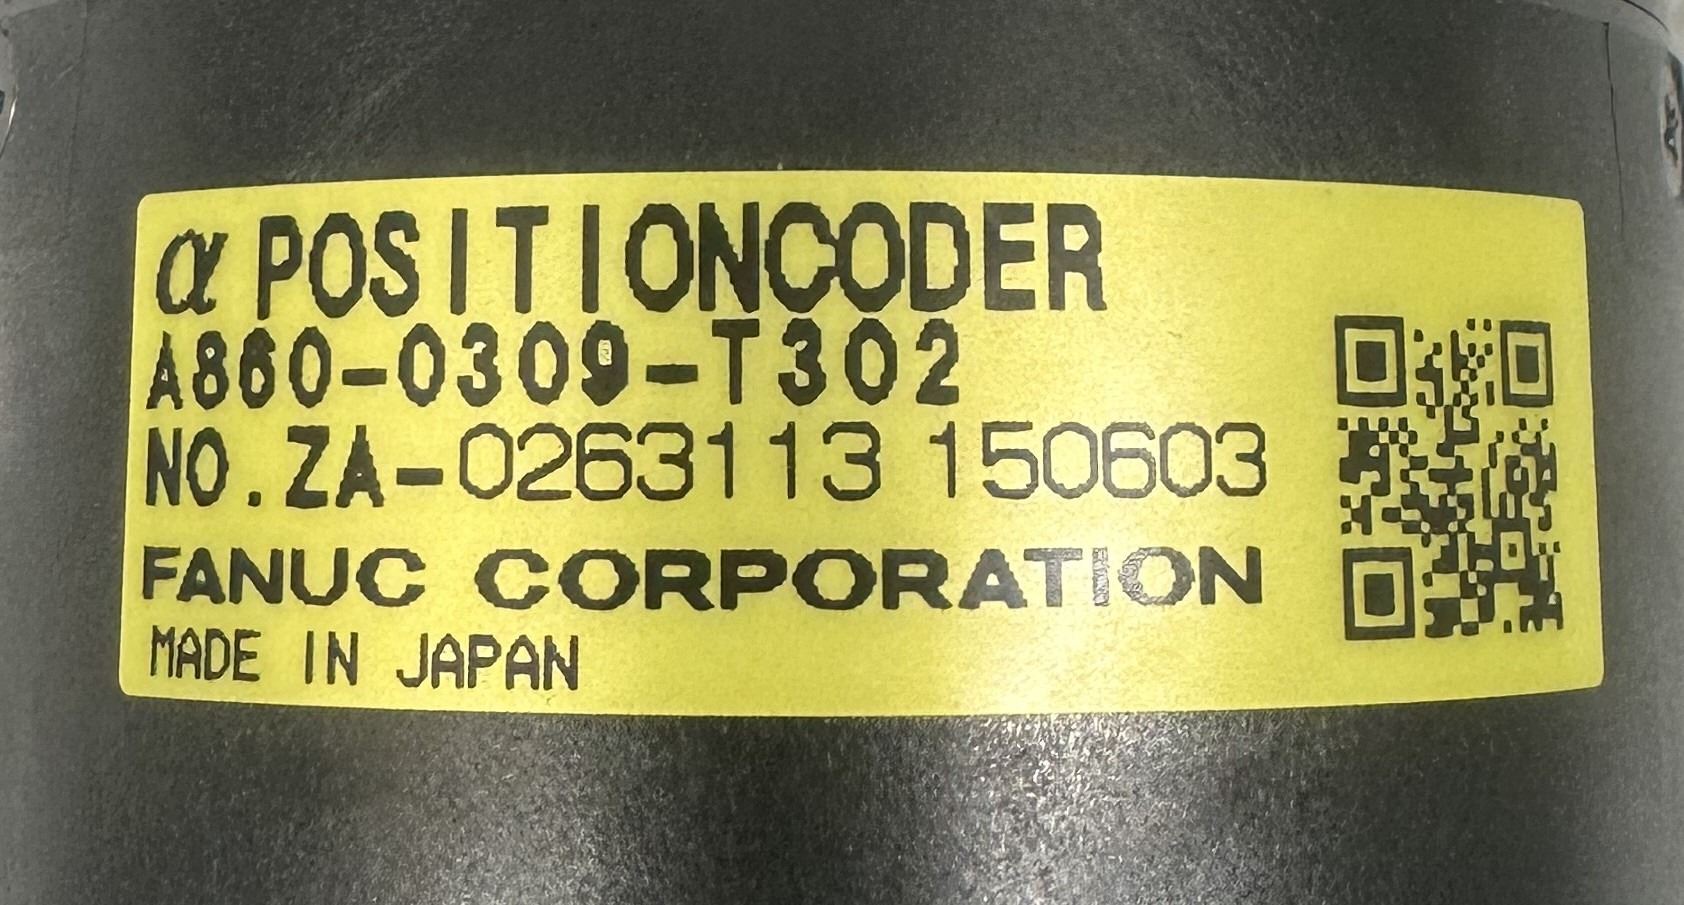 α POSITIONCODER
A860-0309-T302
NO.ZA-0263113 150603
FANUC CORPORATION
MADE IN JAPAN